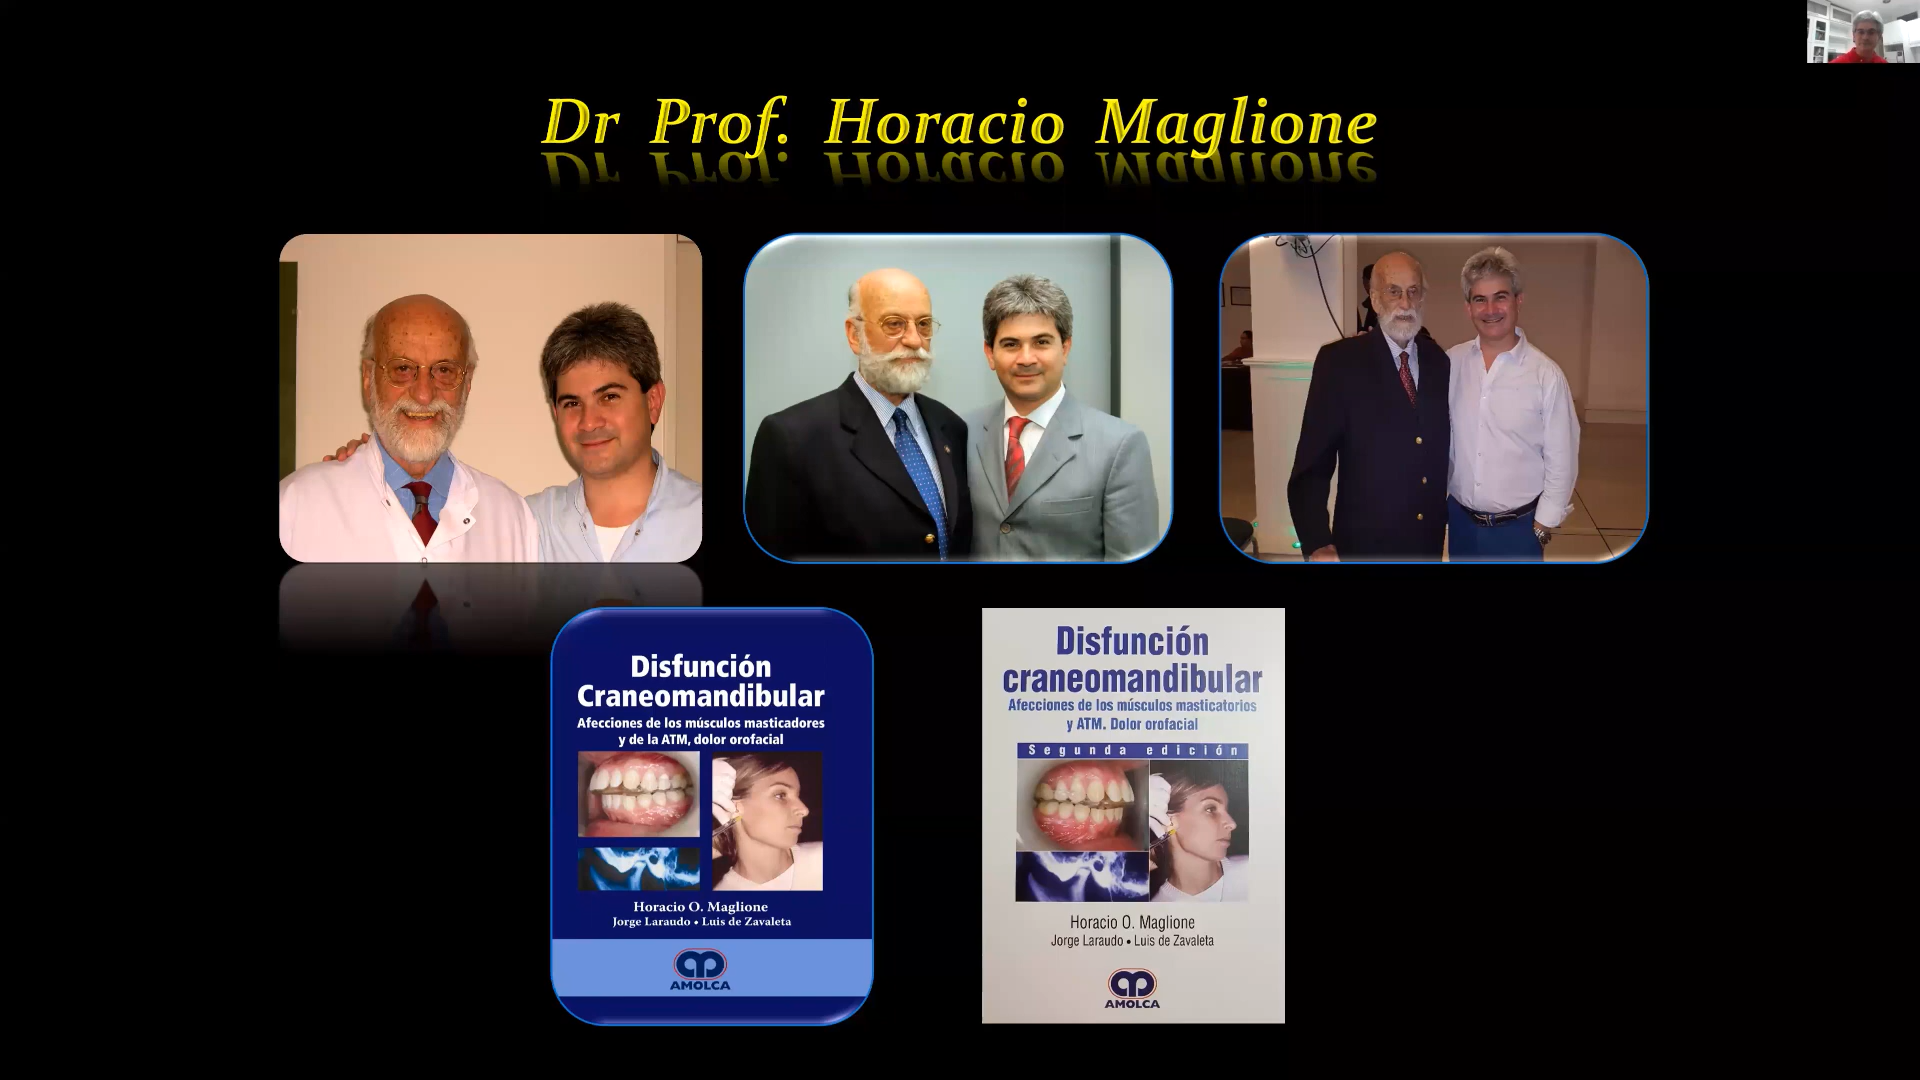 Dr Prof. Horacio Maglione
Disfunción
Craneomandibular
Afecciones de los músculos masticadores
y de la ATM, dolor orofacial
Horacio O. Maglione
Jorge Laraudo • Luis de Zavaleta
AMOLCA
Disfunción
craneomandibular
Afecciones de los músculos masticatorios
y ATM. Dolor orofacial
Segunda edición
Horacio O. Maglione
Jorge Laraudo • Luis de Zavaleta
AMOLCA